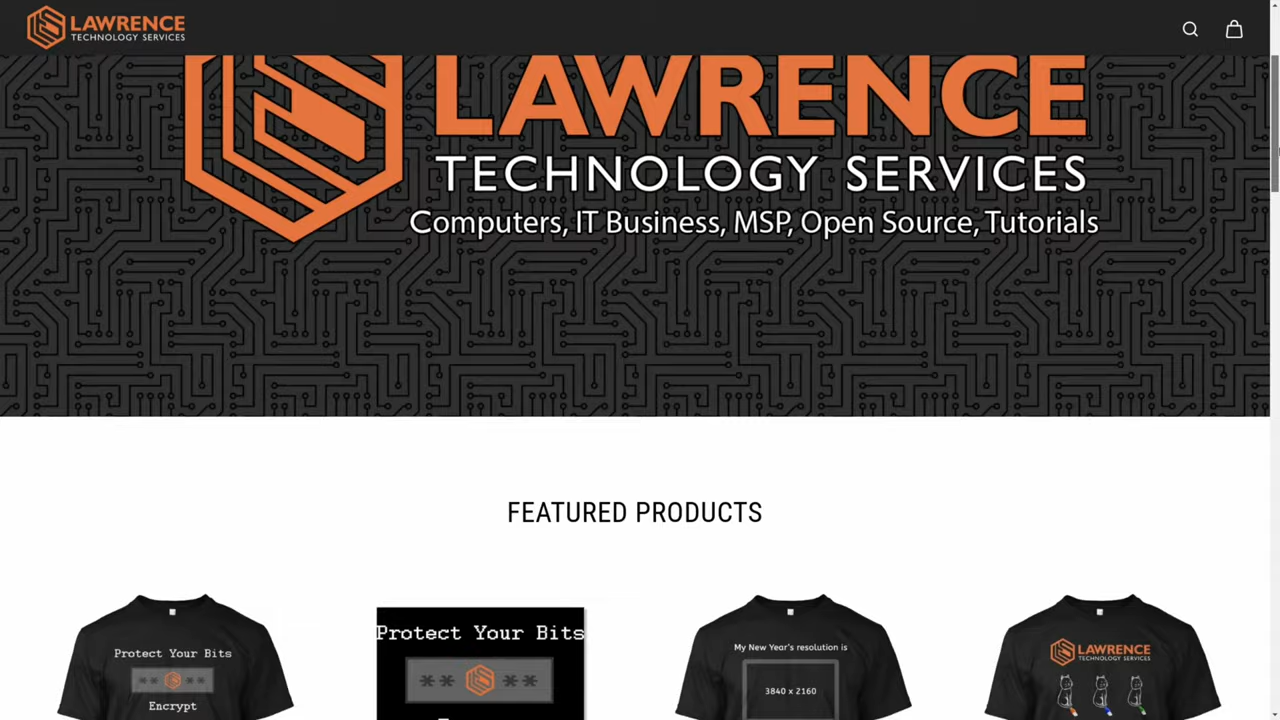 LAWRENCE
TECHNOLOGY SERVICES
LAWRENCE
TECHNOLOGY SERVICES
Computers, IT Business, MSP, Open Source, Tutorials
FEATURED PRODUCTS
Protect Your Bits
** **
Encrypt
Protect Your Bits
** **
My New Year's resolution is
3840 x 2160
LAWRENCE
TECHNOLOGY SERVICES